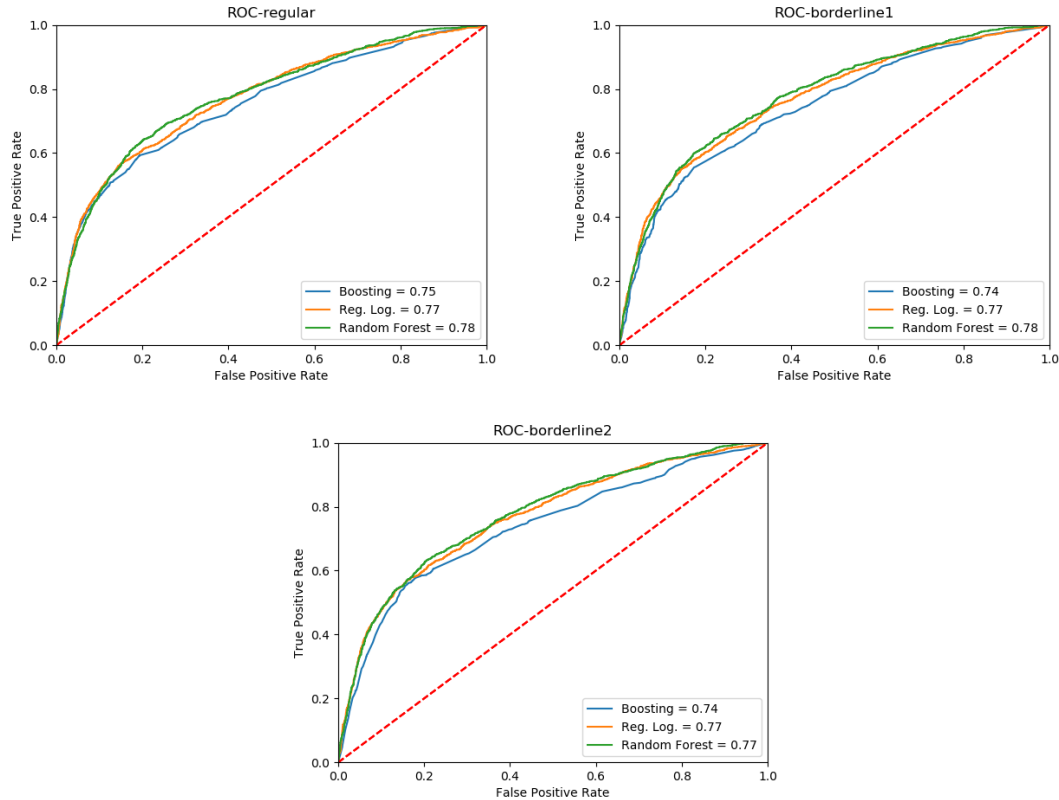 ROC-regular
1.0
0.8
0.6
0.4
0.2
0.0
True Positive Rate
0.0 0.2 0.4 0.6 0.8 1.0
False Positive Rate
Boosting = 0.75
Reg. Log. = 0.77
Random Forest = 0.78
ROC-borderline1
1.0
0.8
0.6
0.4
0.2
0.0
True Positive Rate
0.0 0.2 0.4 0.6 0.8 1.0
False Positive Rate
Boosting = 0.74
Reg. Log. = 0.77
Random Forest = 0.78
ROC-borderline2
1.0
0.8
0.6
0.4
0.2
0.0
True Positive Rate
0.0 0.2 0.4 0.6 0.8 1.0
False Positive Rate
Boosting = 0.74
Reg. Log. = 0.77
Random Forest = 0.77